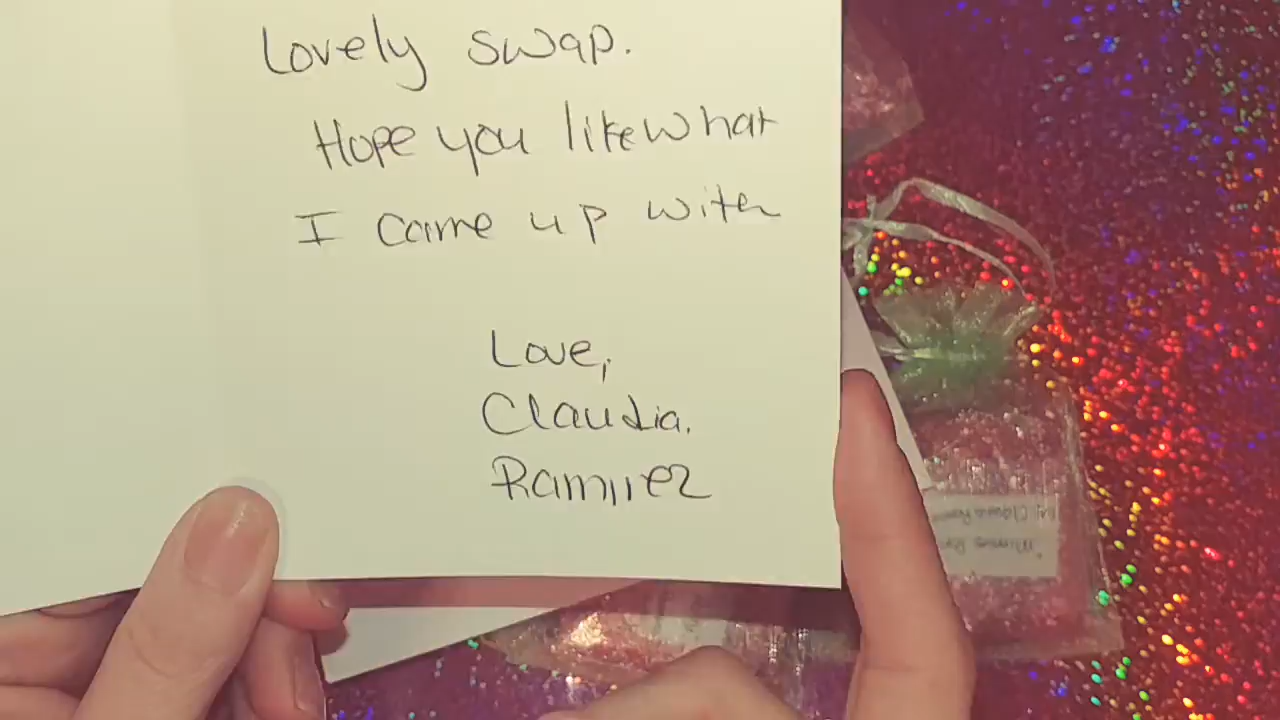 Lovely swap.
Hope you like what
I came up with
Love,
Claudia.
Ramirez